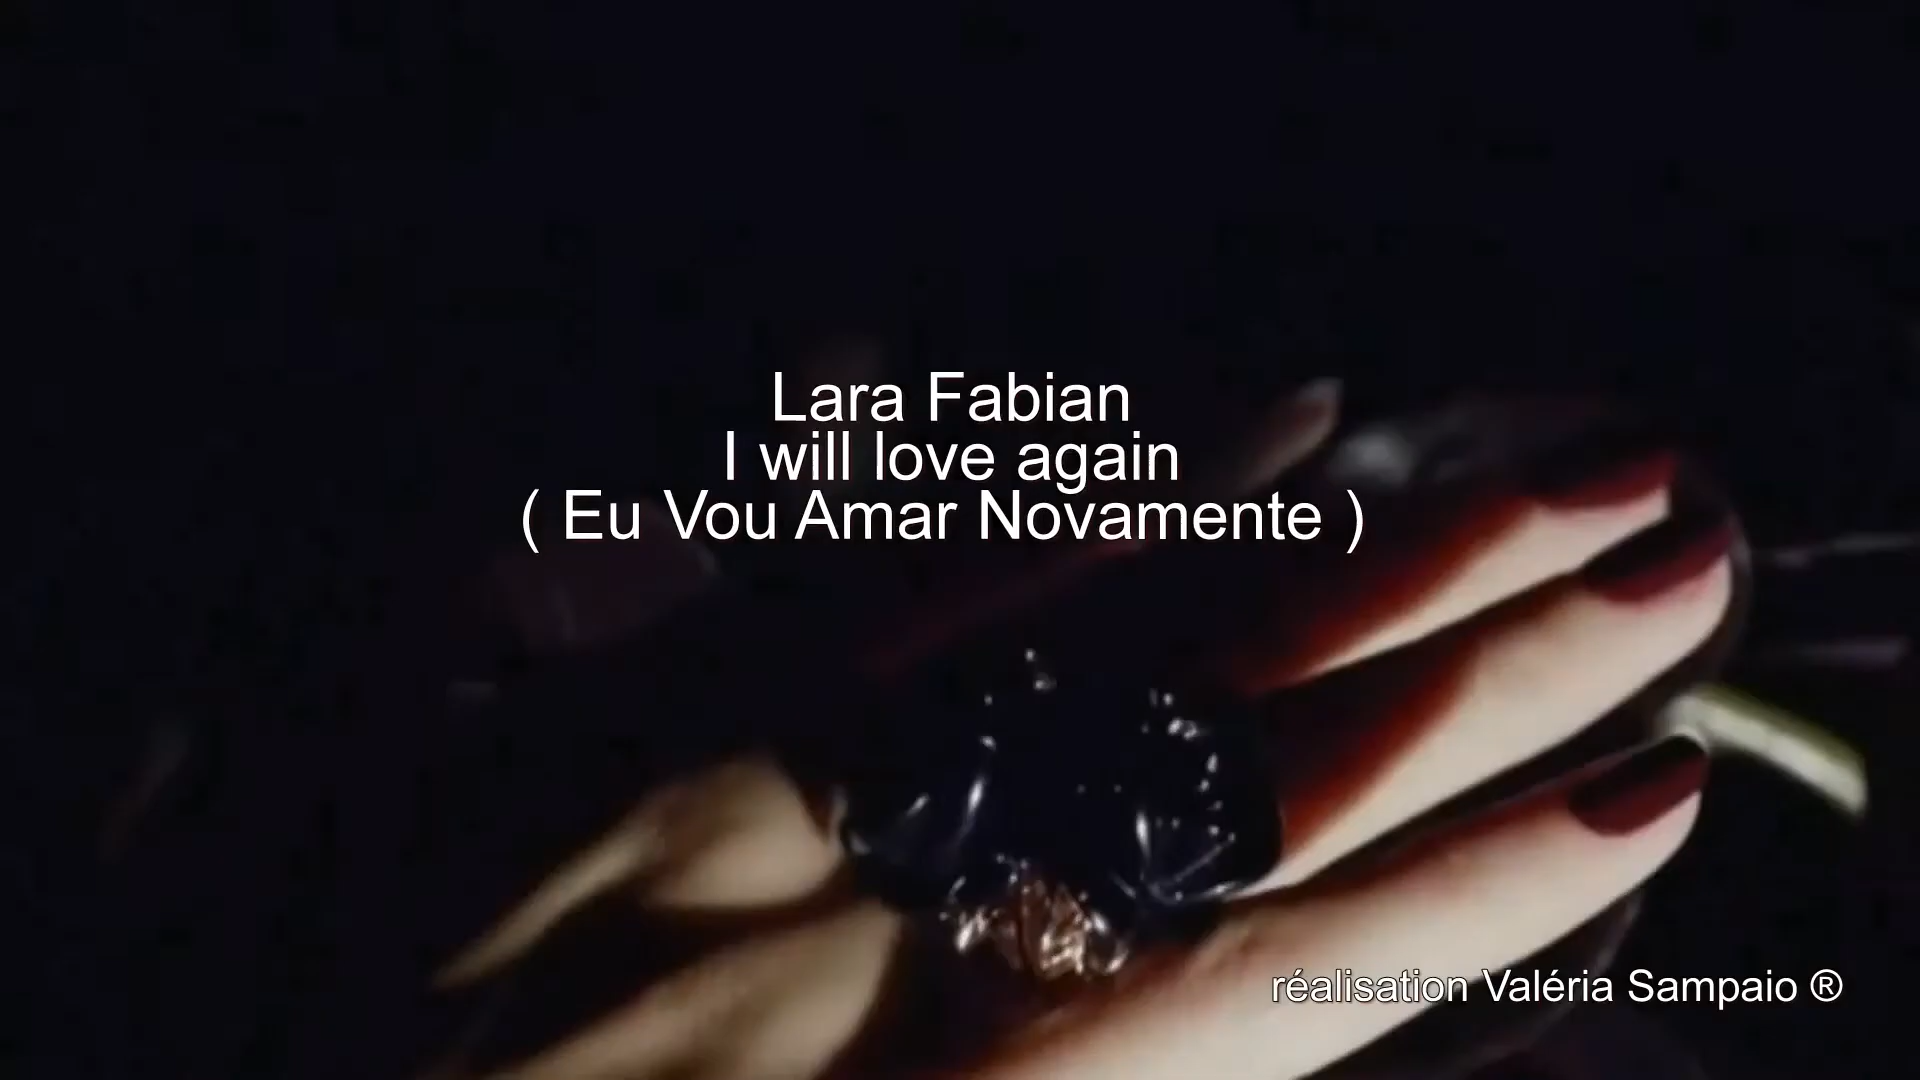 Lara Fabian
I will love again
( Eu Vou Amar Novamente )
réalisation Valéria Sampaio ®